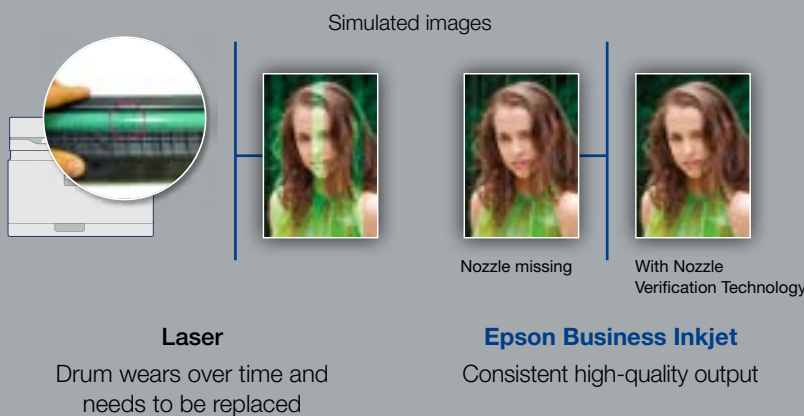 Simulated images
Nozzle missing
With Nozzle
Verification Technology
Laser
Drum wears over time and
needs to be replaced
Epson Business Inkjet
Consistent high-quality output